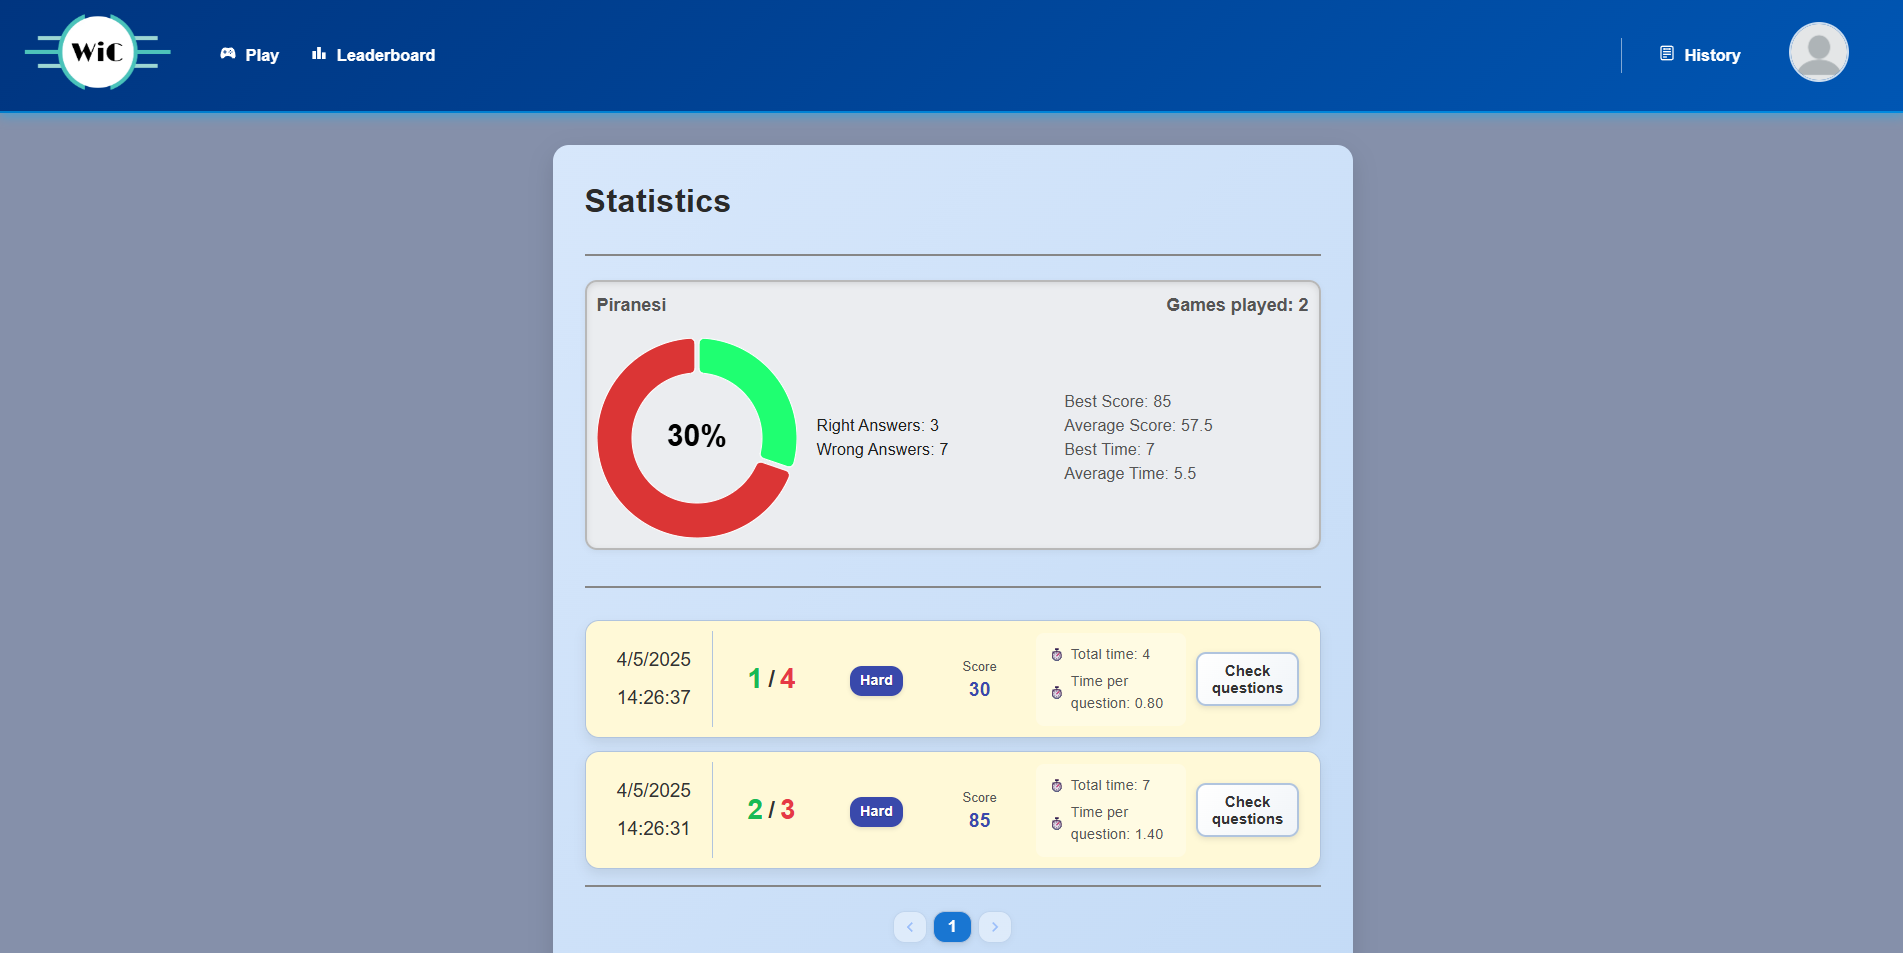 WiC
Play
Leaderboard
History
Statistics
Piranesi
Games played: 2
30%
Right Answers: 3
Wrong Answers: 7
Best Score: 85
Average Score: 57.5
Best Time: 7
Average Time: 5.5
4/5/2025
14:26:37
1 / 4
Hard
Score
30
Total time: 4
Time per
question: 0.80
Check
questions
4/5/2025
14:26:31
2 / 3
Hard
Score
85
Total time: 7
Time per
question: 1.40
Check
questions
1